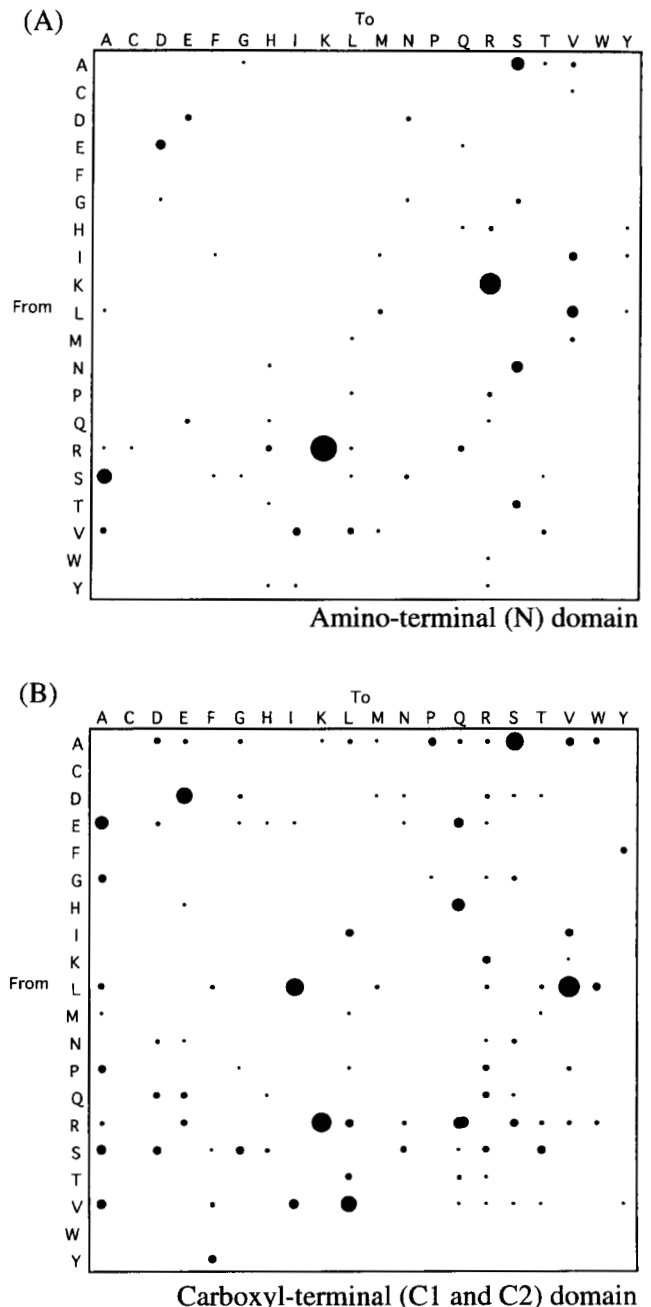 (A)
To
A C D E F G H I K L M N P Q R S T V W Y
A
C
D
E
F
G
H
I
K
From
L
M
N
P
Q
R
S
T
V
W
Y
Amino-terminal (N) domain
(B)
To
A C D E F G H I K L M N P Q R S T V W Y
A
C
D
E
F
G
H
I
K
From
L
M
N
P
Q
R
S
T
V
W
Y
Carboxyl-terminal (C1 and C2) domain